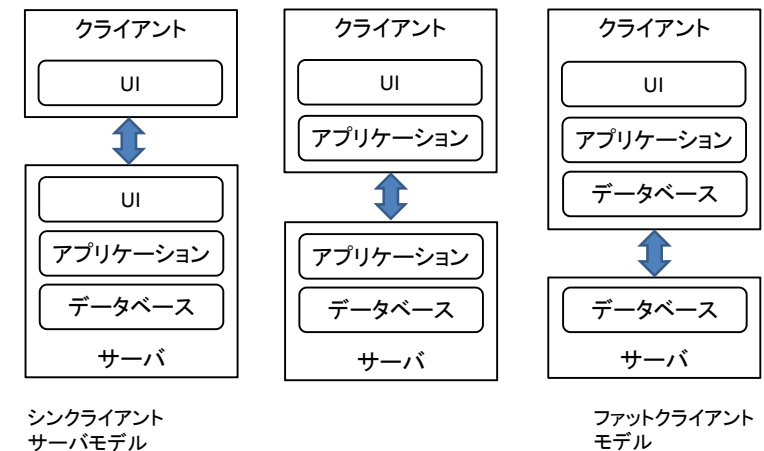 クライアント
UI
UI
アプリケーション
データベース
サーバ
シンクライアント
サーバモデル
クライアント
UI
アプリケーション
アプリケーション
データベース
サーバ
クライアント
UI
アプリケーション
データベース
データベース
サーバ
ファットクライアント
モデル